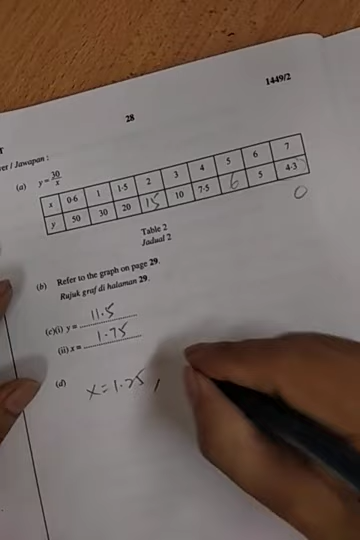 1449/2
28
er / Jawapan :
(a) y = 30/x
x 0·6 1 1·5 2 3 4 5 6 7
y 50 30 20 15 10 7·5 6 5 4·3
0
Table 2
Jadual 2
(b) Refer to the graph on page 29.
Rujuk graf di halaman 29.
(c)(i) y = 11.5
(ii) x = 1.75
(d) x = 1.25,